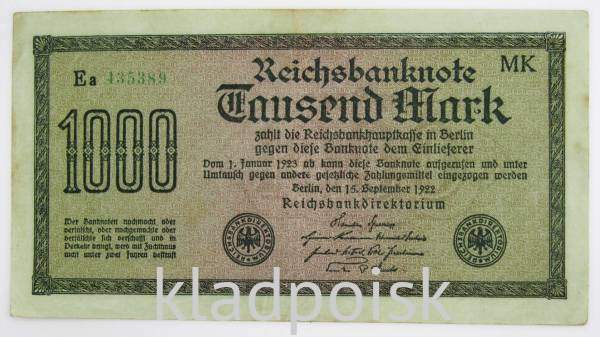 Ea 435389
Reichsbanknote
MK
Tausend Mark
1000
zahlt die Reichsbankhauptkasse in Berlin
gegen diese Banknote dem Einlieferer
Vom 1. Januar 1923 ab kann diese Banknote aufgerufen und unter
Umtausch gegen andere gesetzliche Zahlungsmittel eingezogen werden
Berlin, den 15. September 1922
Reichsbankdirektorium
Wer Banknoten nachmacht oder
verfälscht, oder nachgemachte oder
verfälschte sich verschafft und in
Verkehr bringt, wird mit Zuchthaus
nicht unter zwei Jahren bestraft
kladpoisk